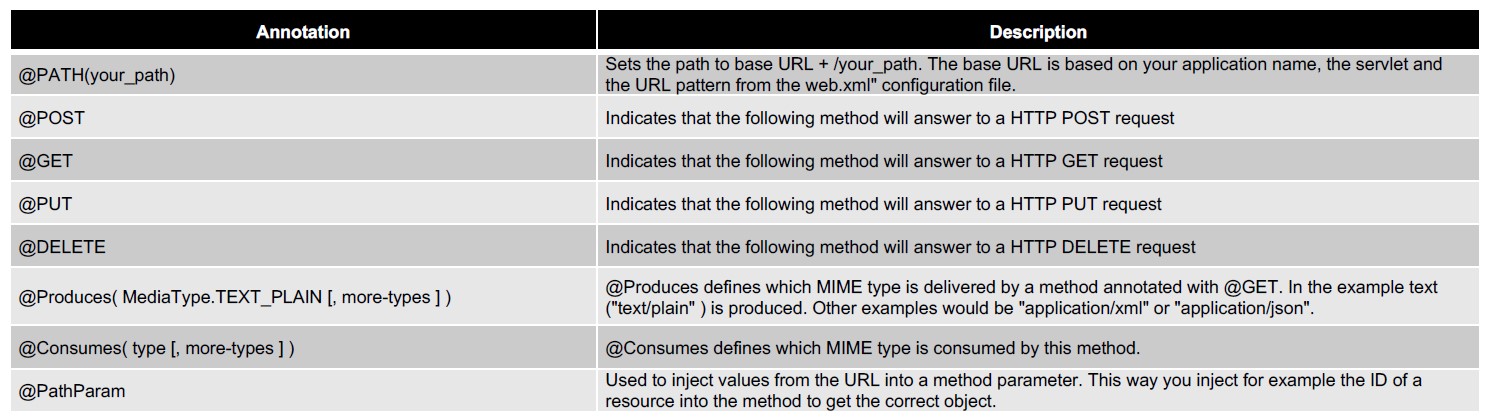 Annotation
Description
@PATH(your_path)
Sets the path to base URL + /your_path. The base URL is based on your application name, the servlet and
the URL pattern from the web.xml" configuration file.
@POST
Indicates that the following method will answer to a HTTP POST request
@GET
Indicates that the following method will answer to a HTTP GET request
@PUT
Indicates that the following method will answer to a HTTP PUT request
@DELETE
Indicates that the following method will answer to a HTTP DELETE request
@Produces( MediaType.TEXT_PLAIN [, more-types ] )
@Produces defines which MIME type is delivered by a method annotated with @GET. In the example text
("text/plain" ) is produced. Other examples would be "application/xml" or "application/json".
@Consumes( type [, more-types ] )
@Consumes defines which MIME type is consumed by this method.
@PathParam
Used to inject values from the URL into a method parameter. This way you inject for example the ID of a
resource into the method to get the correct object.